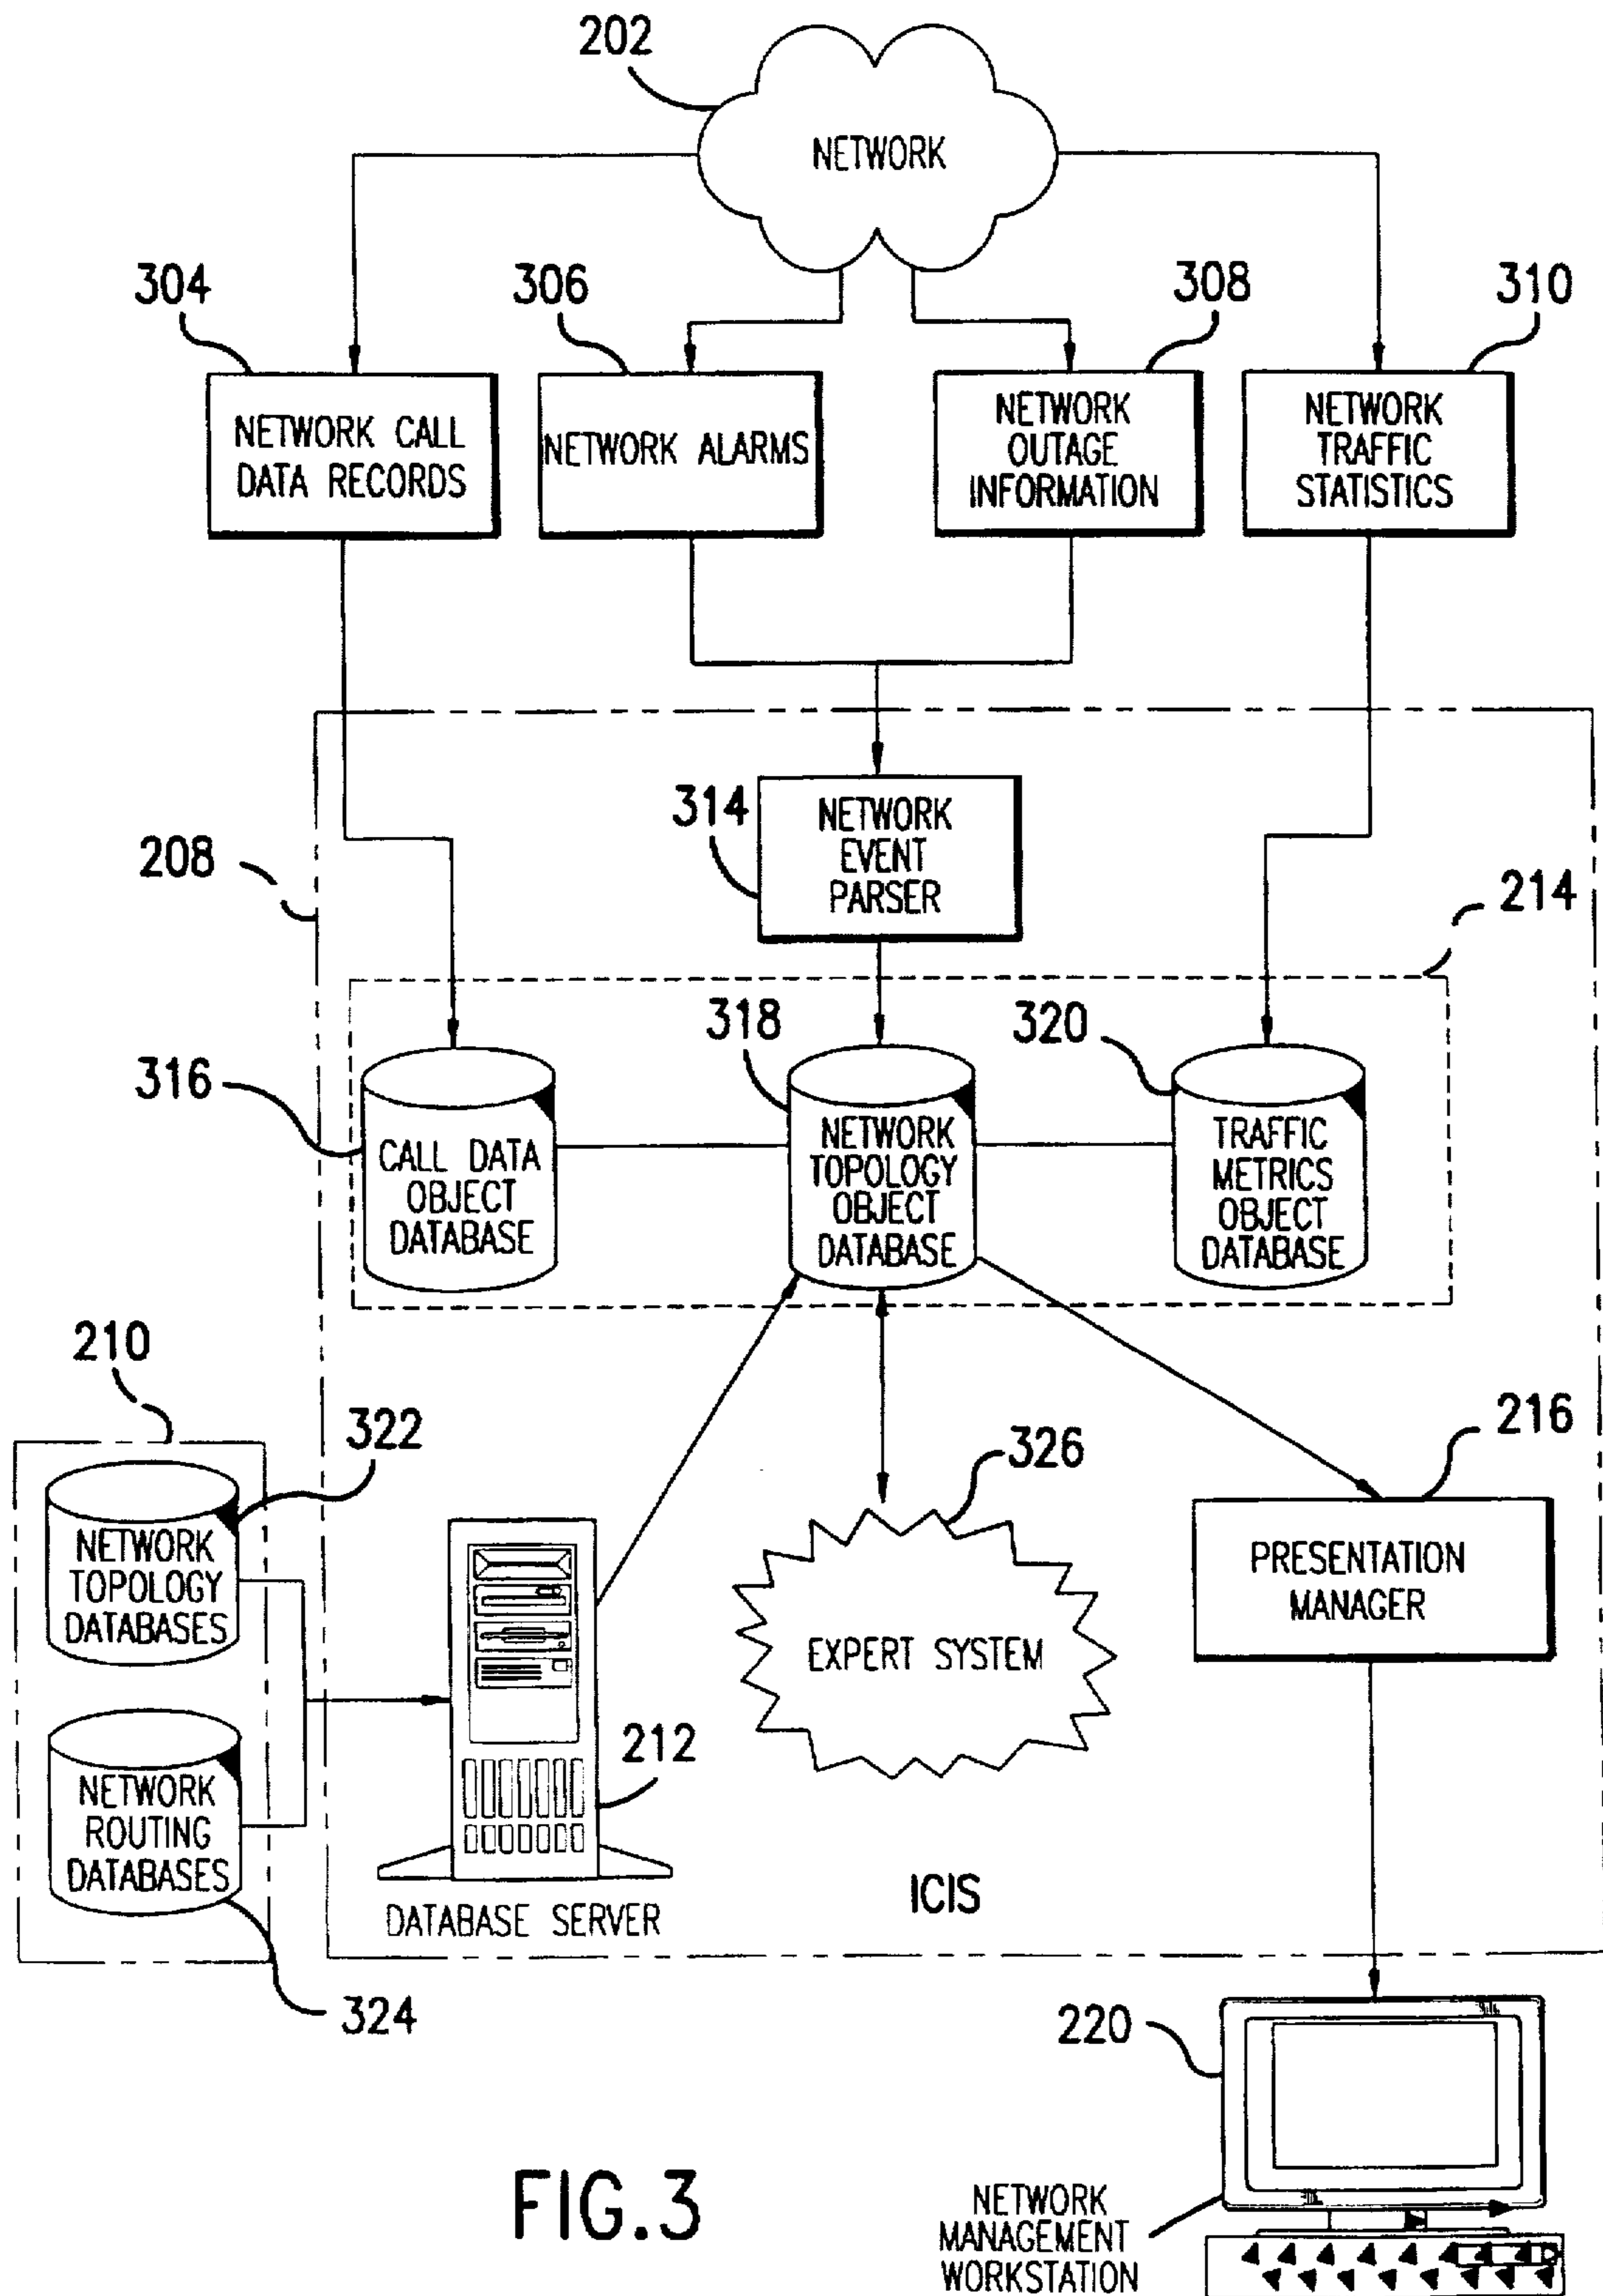 202
NETWORK
304
306
308
310
NETWORK CALL
DATA RECORDS
NETWORK ALARMS
NETWORK
OUTAGE
INFORMATION
NETWORK
TRAFFIC
STATISTICS
314
NETWORK
EVENT
PARSER
208
214
318
320
316
CALL DATA
OBJECT
DATABASE
NETWORK
TOPOLOGY
OBJECT
DATABASE
TRAFFIC
METRICS
OBJECT
DATABASE
210
322
326
216
NETWORK
TOPOLOGY
DATABASES
PRESENTATION
MANAGER
EXPERT SYSTEM
212
NETWORK
ROUTING
DATABASES
ICIS
DATABASE SERVER
324
220
FIG.3
NETWORK
MANAGEMENT
WORKSTATION